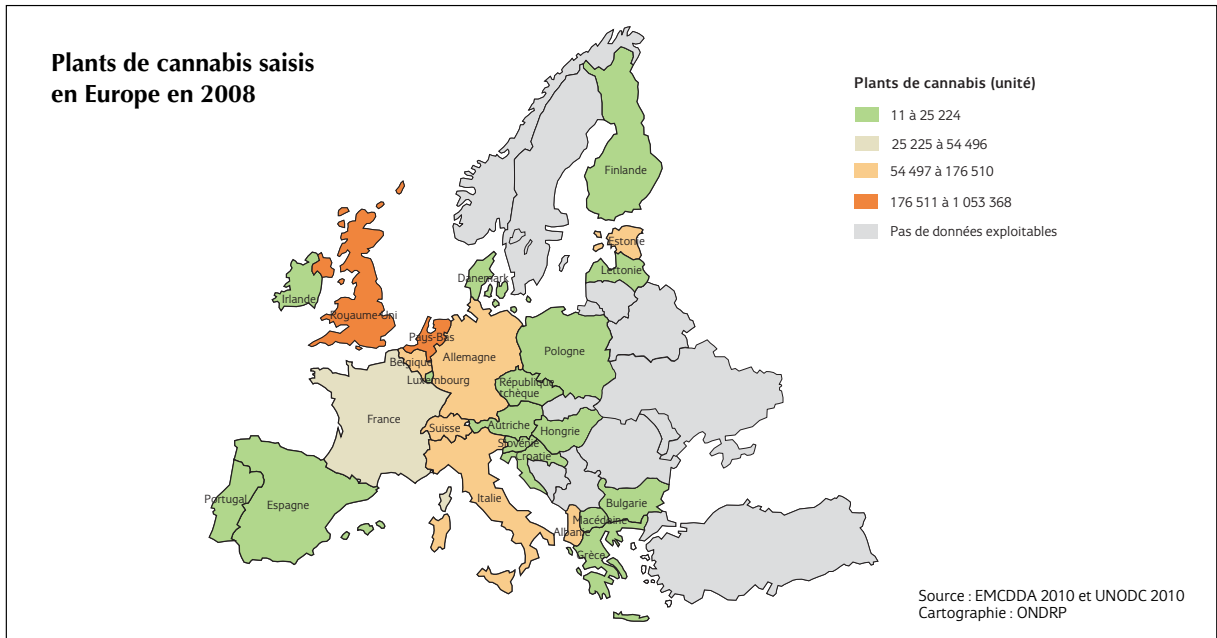 Plants de cannabis saisis
en Europe en 2008
Plants de cannabis (unité)
11 à 25 224
25 225 à 54 496
54 497 à 176 510
176 511 à 1 053 368
Pas de données exploitables
Finlande
Estonie
Lettonie
Danemark
Irlande
Royaume-Uni
Pays-Bas
Belgique
Allemagne
Pologne
Luxembourg
République
tchèque
France
Suisse
Autriche
Hongrie
Slovénie
Croatie
Portugal
Espagne
Italie
Bulgarie
Macédoine
Albanie
Grèce
Source : EMCDDA 2010 et UNODC 2010
Cartographie : ONDRP